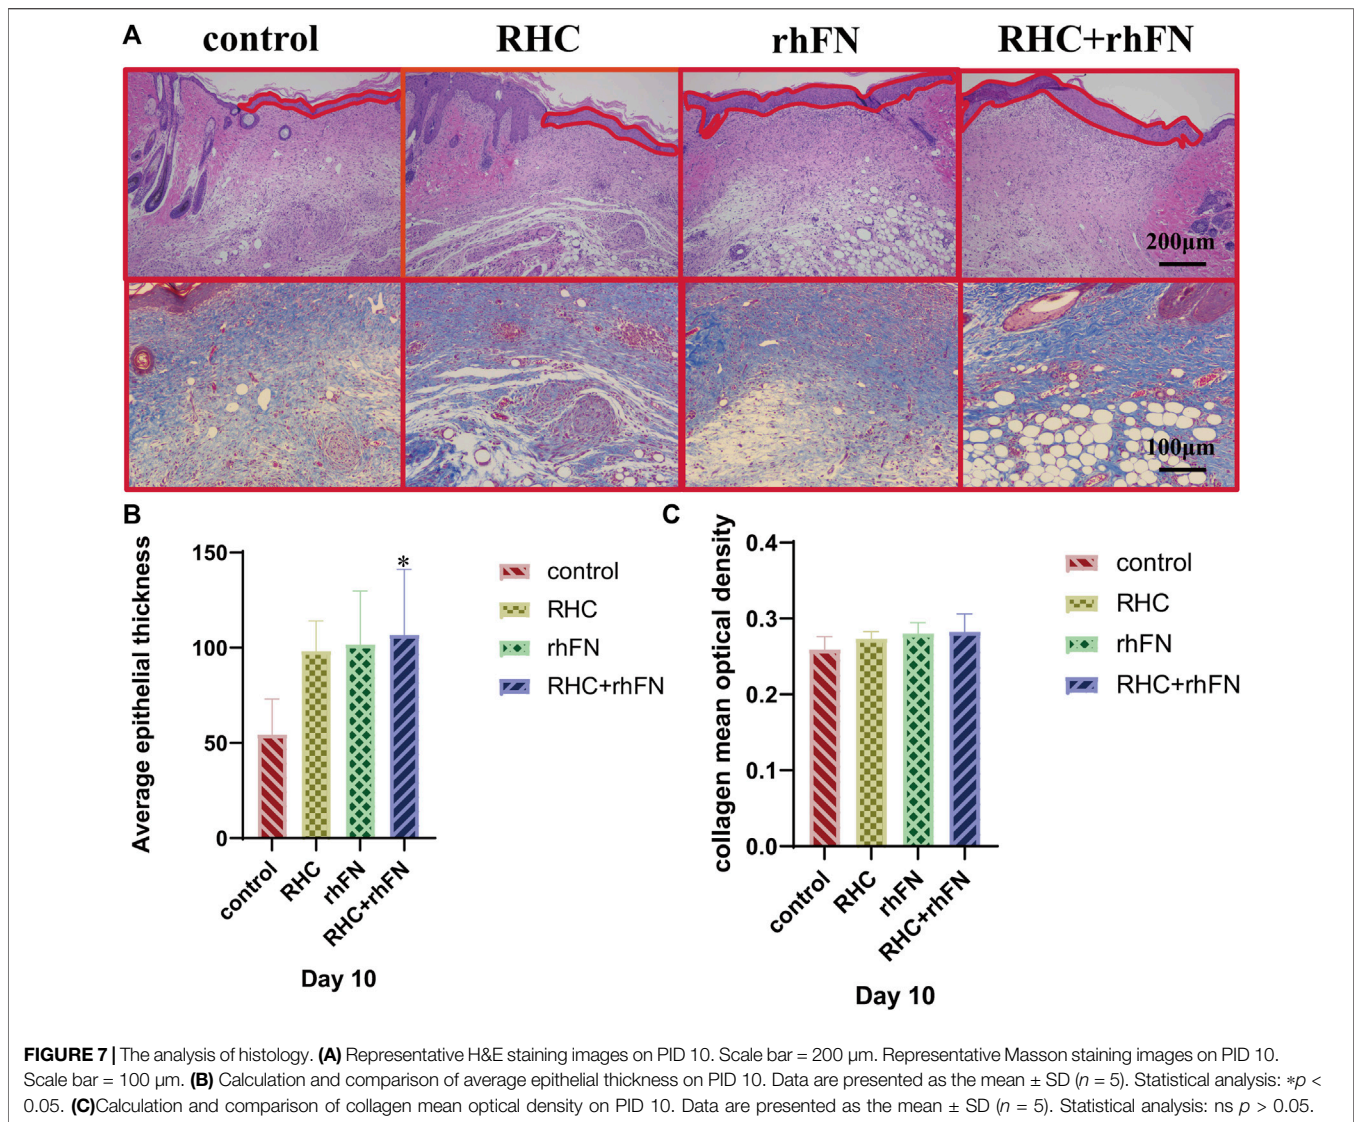 A
control RHC rhFN RHC+rhFN
200μm
100μm
B
Average epithelial thickness
150
100
50
0
control
RHC
rhFN
RHC+rhFN
Day 10
control
RHC
rhFN
RHC+rhFN
*
C
collagen mean optical density
0.4
0.3
0.2
0.1
0.0
control
RHC
rhFN
RHC+rhFN
Day 10
control
RHC
rhFN
RHC+rhFN
FIGURE 7 | The analysis of histology. (A) Representative H&E staining images on PID 10. Scale bar = 200 μm. Representative Masson staining images on PID 10.
Scale bar = 100 μm. (B) Calculation and comparison of average epithelial thickness on PID 10. Data are presented as the mean ± SD (n = 5). Statistical analysis: *p <
0.05. (C)Calculation and comparison of collagen mean optical density on PID 10. Data are presented as the mean ± SD (n = 5). Statistical analysis: ns p > 0.05.